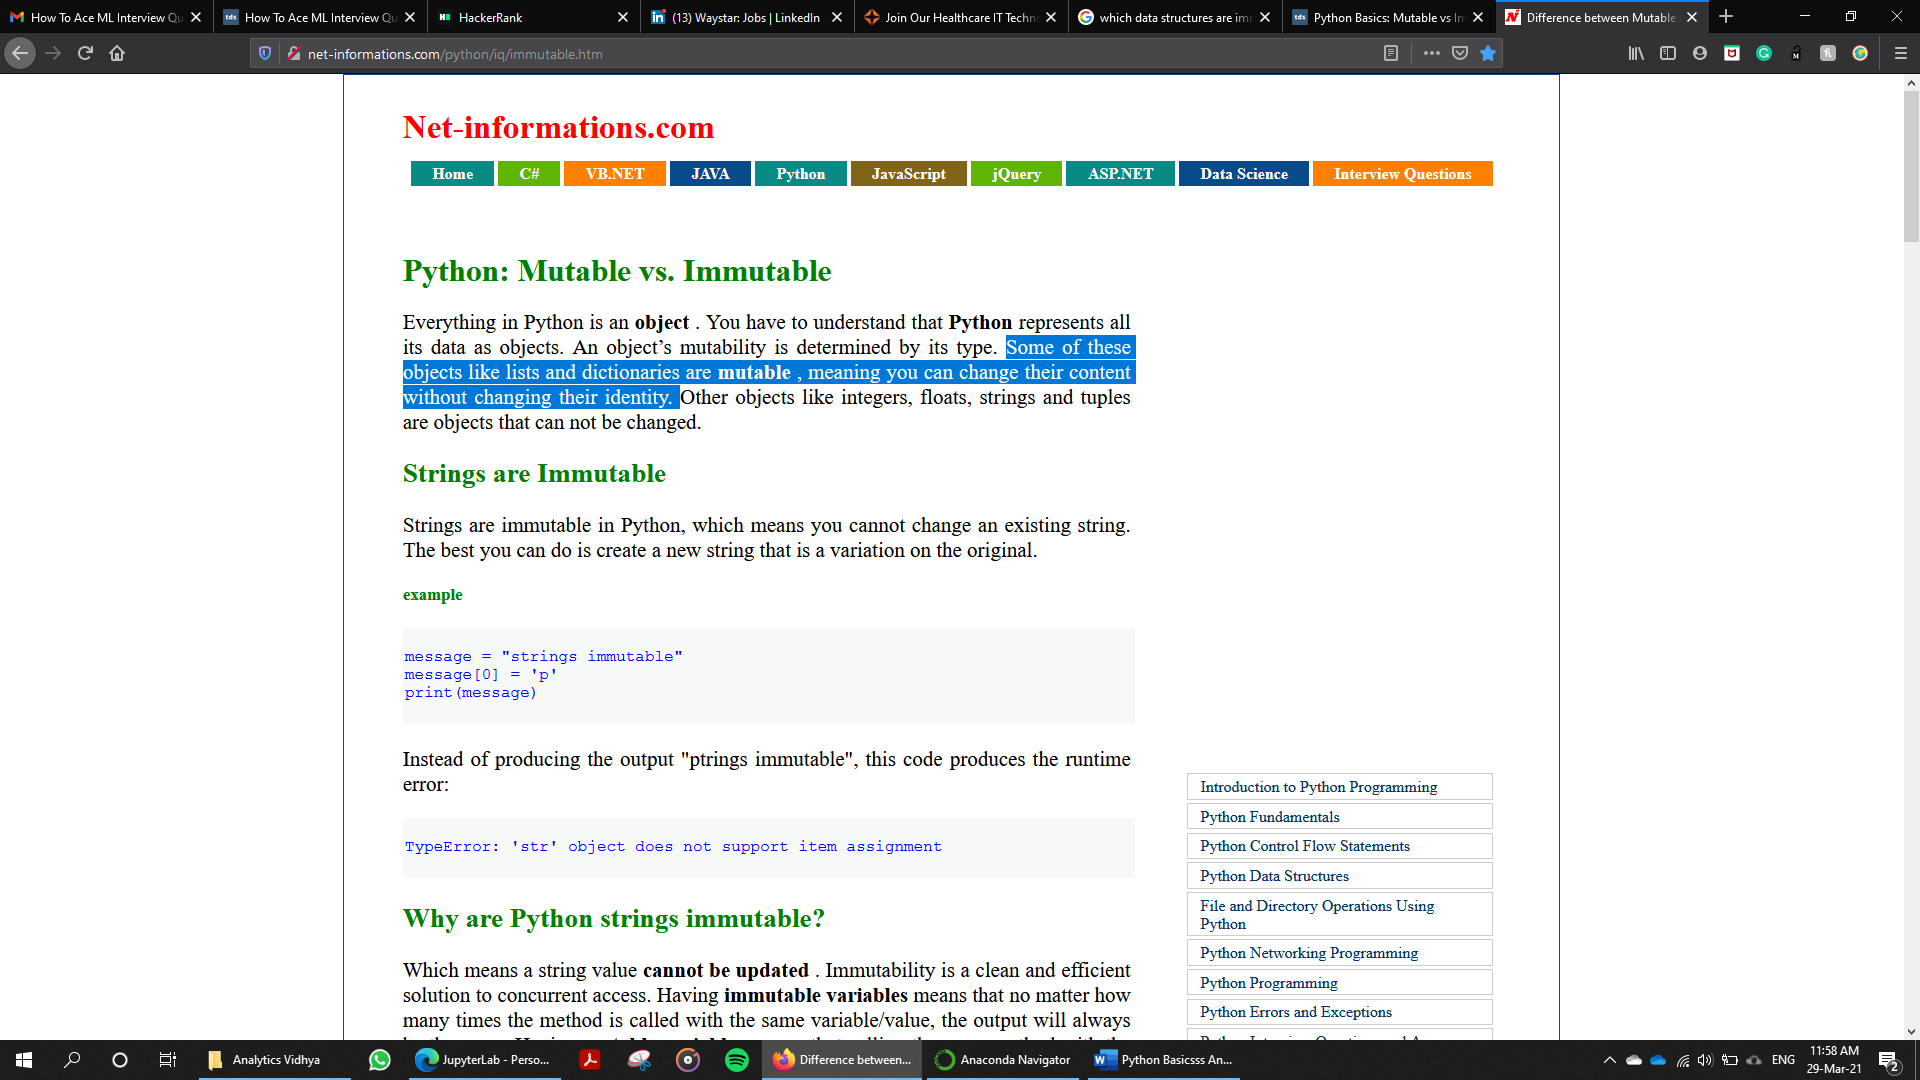 How To Ace ML Interview Qu
How To Ace ML Interview Qu
HackerRank
(13) Waystar: Jobs | LinkedIn
Join Our Healthcare IT Techn
which data structures are im
Python Basics: Mutable vs Im
Difference between Mutable
net-informations.com/python/iq/immutable.htm
Net-informations.com
Home C# VB.NET JAVA Python JavaScript jQuery ASP.NET Data Science Interview Questions
Python: Mutable vs. Immutable
Everything in Python is an object . You have to understand that Python represents all
its data as objects. An object’s mutability is determined by its type. Some of these
objects like lists and dictionaries are mutable , meaning you can change their content
without changing their identity. Other objects like integers, floats, strings and tuples
are objects that can not be changed.
Strings are Immutable
Strings are immutable in Python, which means you cannot change an existing string.
The best you can do is create a new string that is a variation on the original.
example
message = "strings immutable"
message[0] = 'p'
print(message)
Instead of producing the output "ptrings immutable", this code produces the runtime
error:
TypeError: 'str' object does not support item assignment
Why are Python strings immutable?
Which means a string value cannot be updated . Immutability is a clean and efficient
solution to concurrent access. Having immutable variables means that no matter how
many times the method is called with the same variable/value, the output will always
Introduction to Python Programming
Python Fundamentals
Python Control Flow Statements
Python Data Structures
File and Directory Operations Using
Python
Python Networking Programming
Python Programming
Python Errors and Exceptions
Analytics Vidhya
JupyterLab - Perso...
Difference between...
Anaconda Navigator
Python Basicsss An...
ENG
11:58 AM
29-Mar-21
2